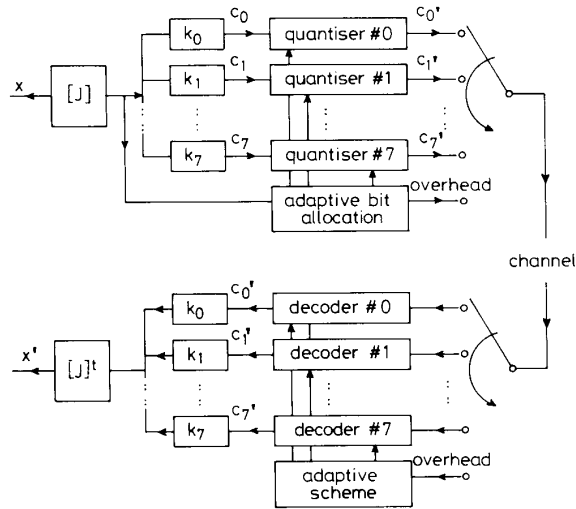 x
[J]
k0 c0 quantiser #0 c0'
k1 c1 quantiser #1 c1'
k7 c7 quantiser #7 c7'
adaptive bit
allocation
overhead
channel
x'
[J]t
k0 c0' decoder #0
k1 c1' decoder #1
k7 c7' decoder #7
adaptive
scheme
overhead